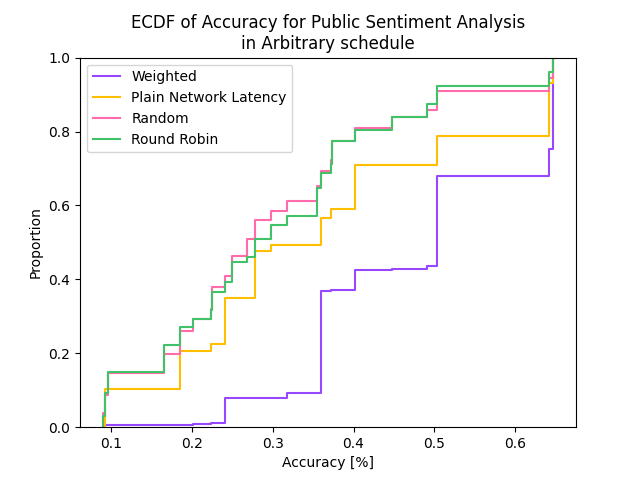 ECDF of Accuracy for Public Sentiment Analysis
in Arbitrary schedule
Weighted
Plain Network Latency
Random
Round Robin
Proportion
1.0
0.8
0.6
0.4
0.2
0.0
0.1 0.2 0.3 0.4 0.5 0.6
Accuracy [%]